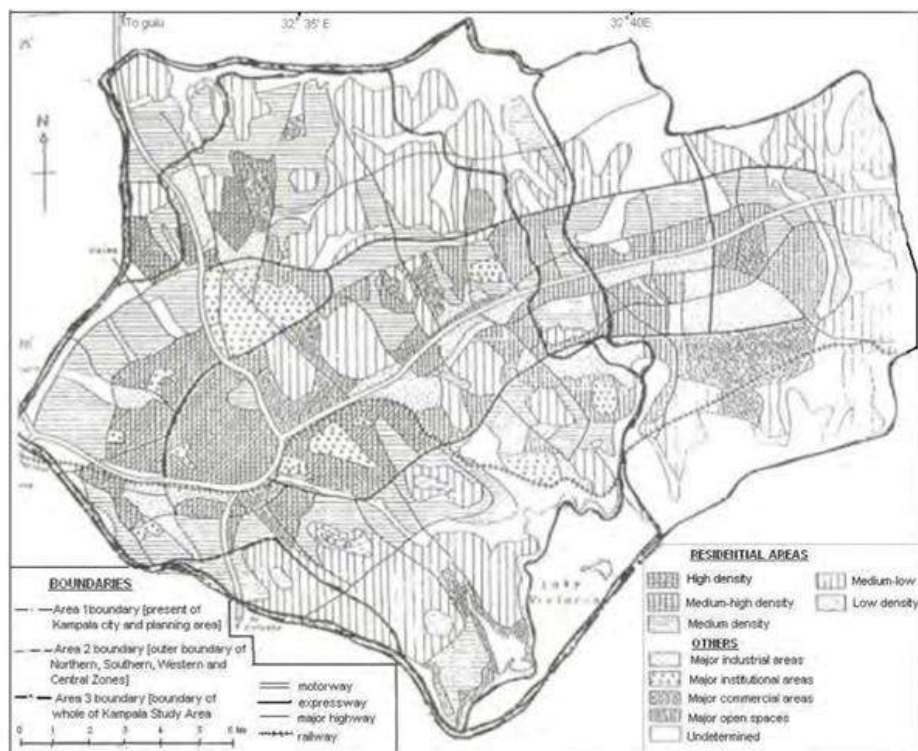 To gulu
32° 35' E
32° 40E
N
Lake
Victoria
BOUNDARIES
Area 1 boundary [present of
Kampala city and planning area]
Area 2 boundary [outer boundary of
Northern, Southern, Western and
Central Zones]
Area 3 boundary [boundary of
whole of Kampala Study Area
0 1 2 3 4 5 6 km
motorway
expressway
major highway
railway
RESIDENTIAL AREAS
High density
Medium-high density
Medium density
Medium-low
Low density
OTHERS
Major industrial areas
Major institutional areas
Major commercial areas
Major open spaces
Undetermined